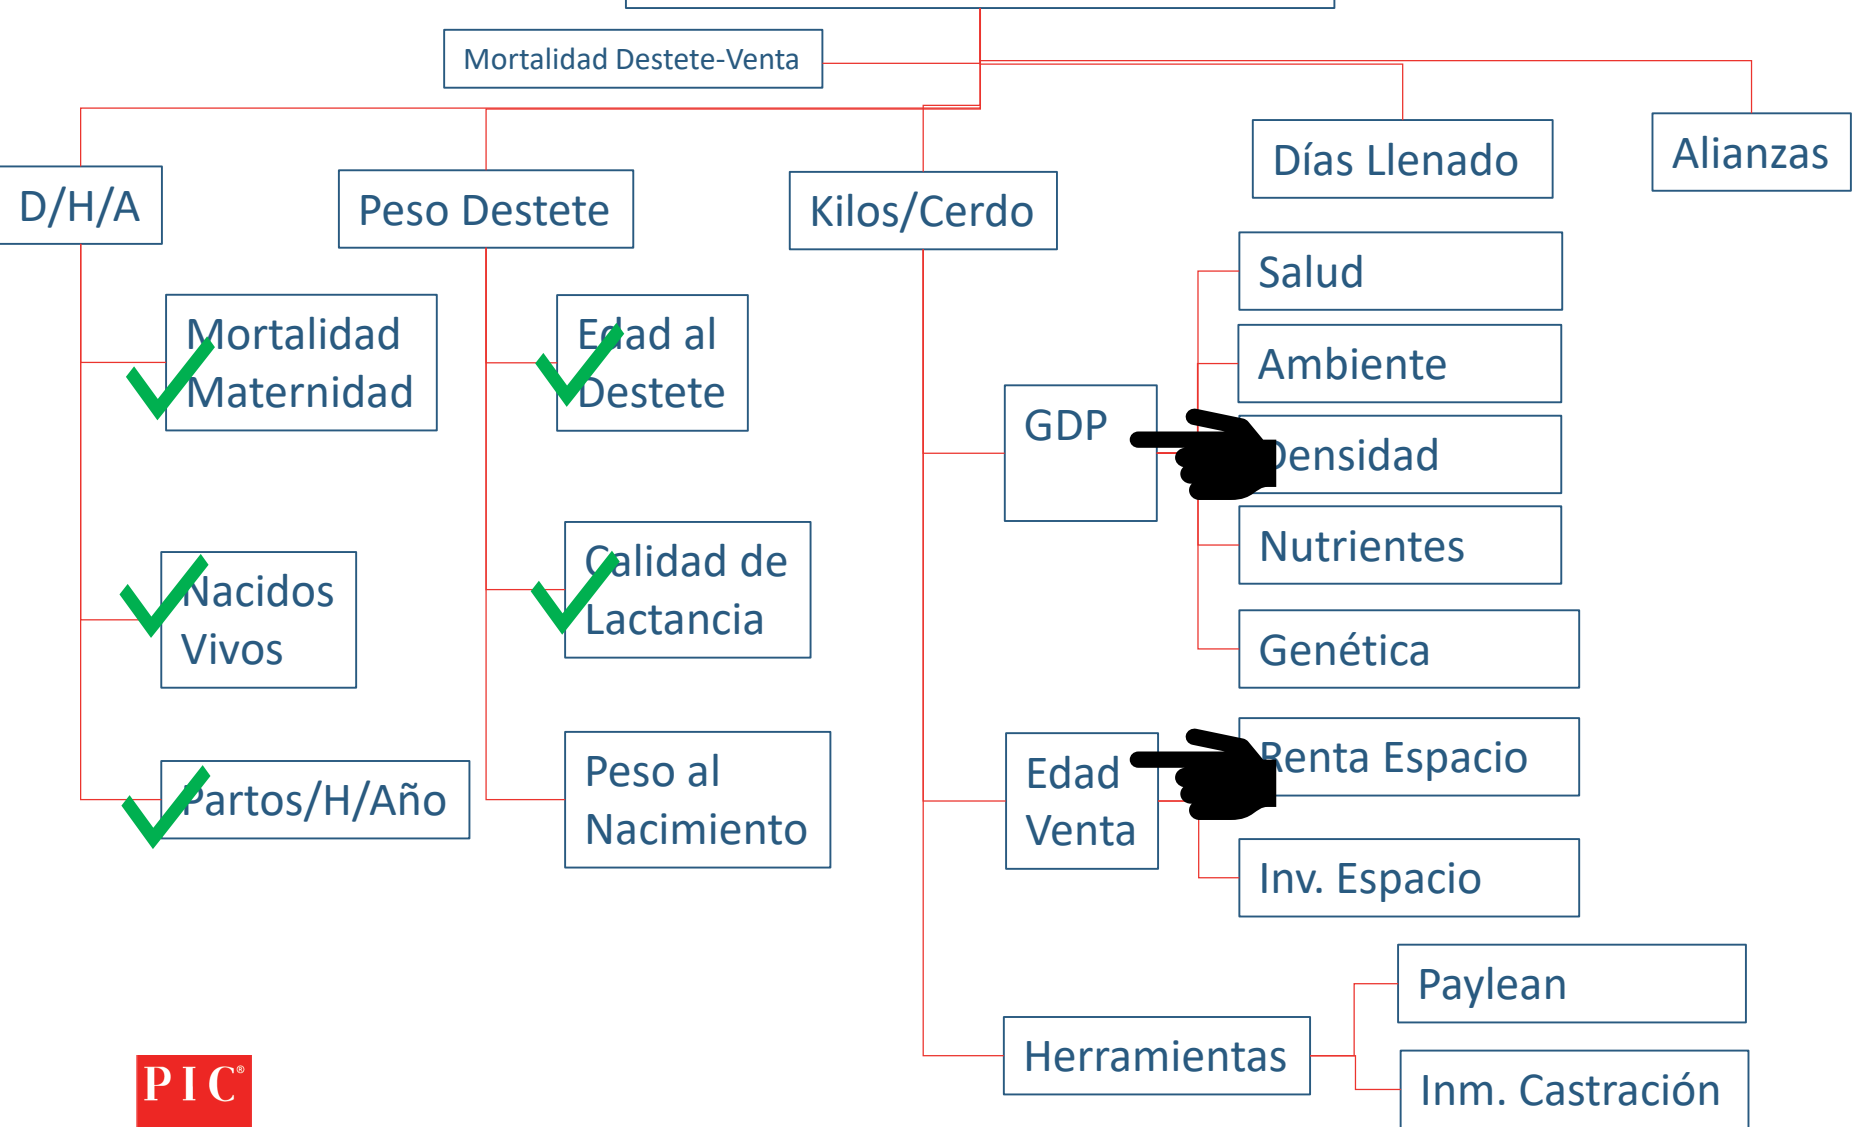 Mortalidad Destete-Venta
D/H/A
Peso Destete
Kilos/Cerdo
Días Llenado
Alianzas
Mortalidad
Maternidad
Nacidos
Vivos
Partos/H/Año
Edad al
Destete
Calidad de
Lactancia
Peso al
Nacimiento
GDP
Salud
Ambiente
Densidad
Nutrientes
Genética
Edad
Venta
Renta Espacio
Inv. Espacio
Herramientas
Paylean
Inm. Castración
PIC®